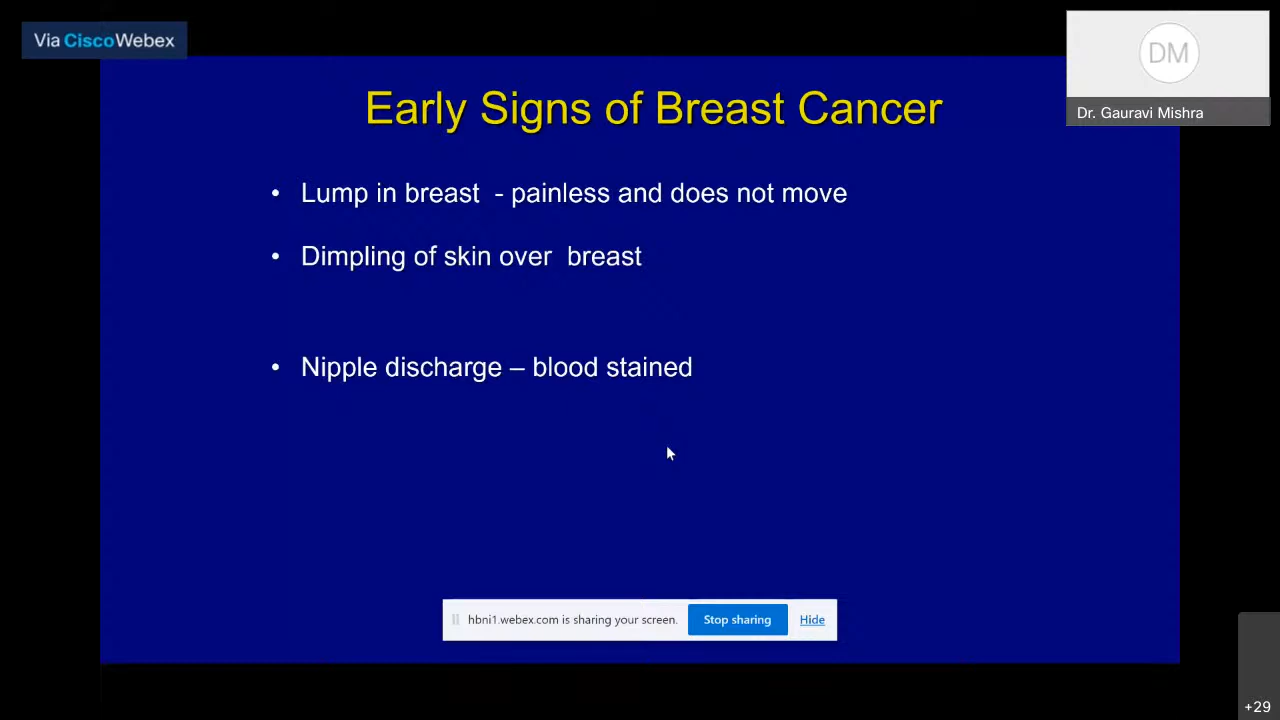 Via CiscoWebex
DM
Dr. Gauravi Mishra
Early Signs of Breast Cancer
• Lump in breast - painless and does not move
• Dimpling of skin over breast
• Nipple discharge – blood stained
hbni1.webex.com is sharing your screen. Stop sharing Hide
+29